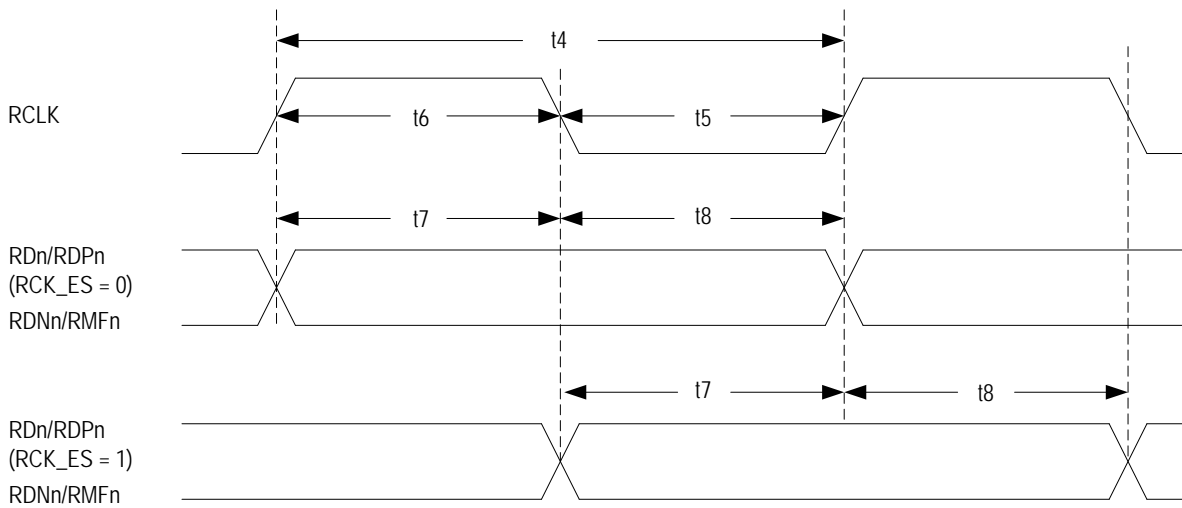 t4
RCLK
t6
t5
t7
t8
RDn/RDPn
(RCK_ES = 0)
RDNn/RMFn
t7
t8
RDn/RDPn
(RCK_ES = 1)
RDNn/RMFn